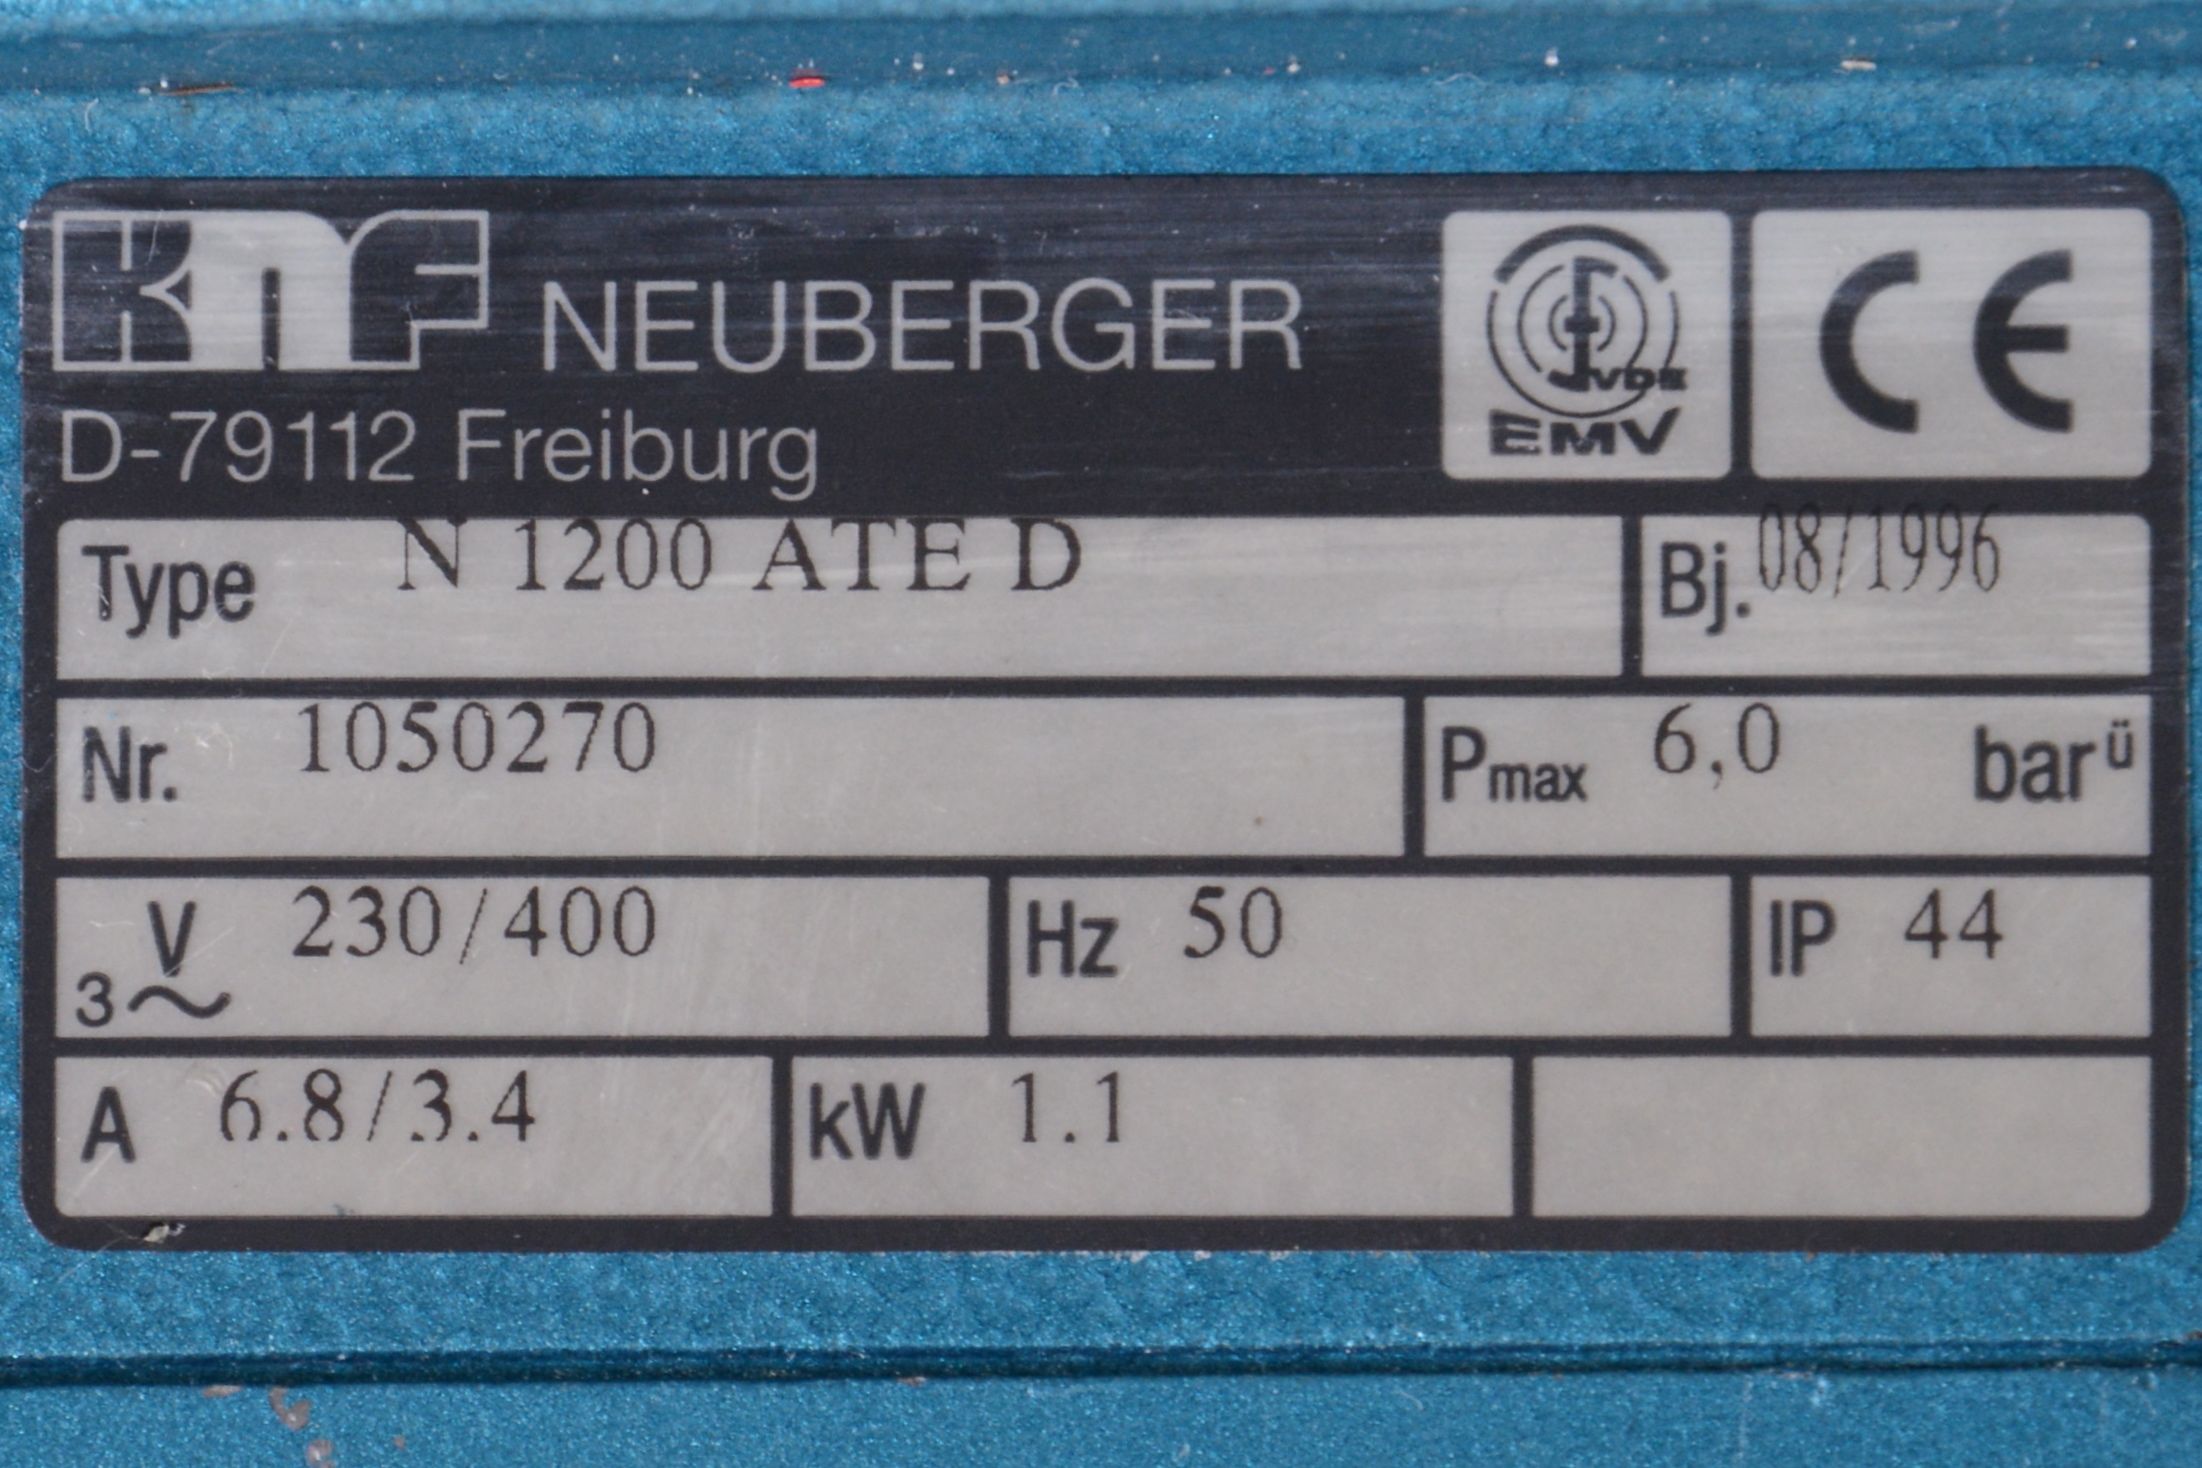 KNF NEUBERGER
D-79112 Freiburg
VDE
EMV
CE
Type N 1200 ATE D
Bj. 08/1996
Nr. 1050270
Pmax 6,0 barü
3~ V 230/400
Hz 50
IP 44
A 6.8/3.4
kW 1.1